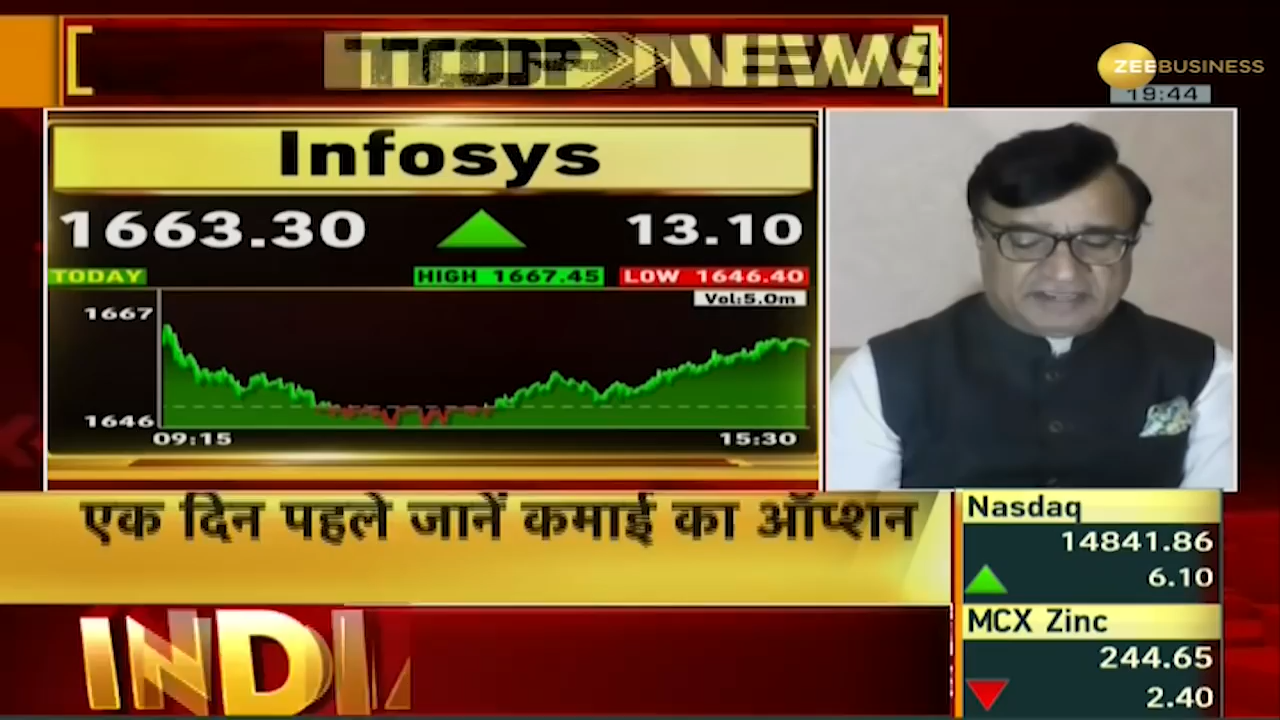 TOP NEWS
ZEEBUSINESS
19:44
Infosys
1663.30 13.10
TODAY HIGH 1667.45 LOW 1646.40
Vol:5.0m
1667
1646
09:15 15:30
एक दिन पहले जानें कमाई का ऑप्शन
Nasdaq
14841.86
6.10
MCX Zinc
244.65
2.40